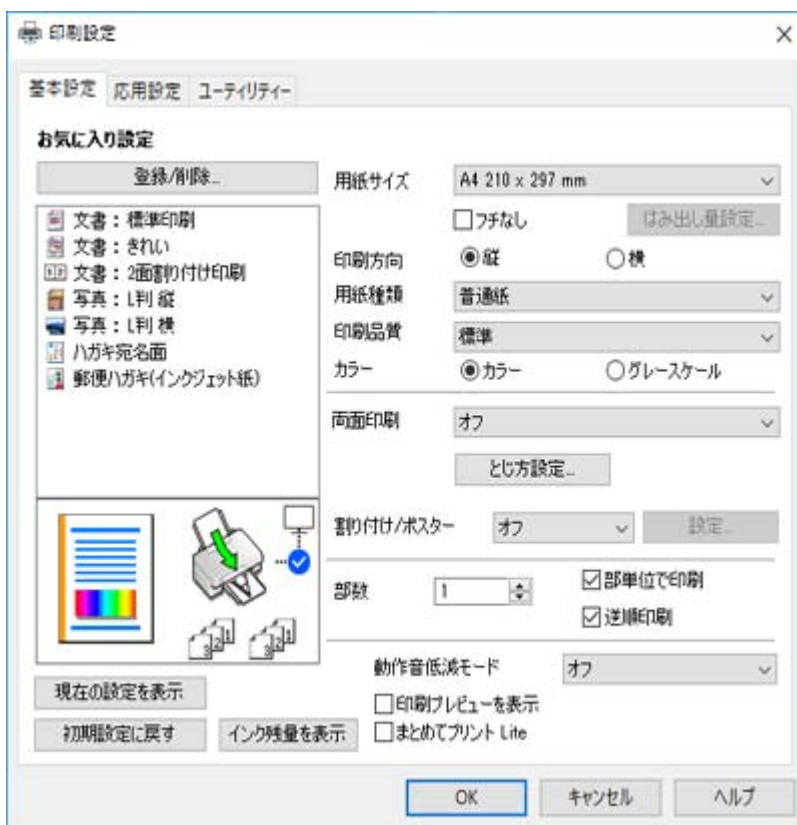 印刷設定
基本設定 応用設定 ユーティリティー
お気に入り設定
登録/削除...
文書：標準印刷
文書：きれい
文書：2面割り付け印刷
写真：L判 縦
写真：L判 横
ハガキ宛名面
郵便ハガキ(インクジェット紙)
3 2 1 3 2 1
現在の設定を表示
初期設定に戻す インク残量を表示
用紙サイズ A4 210 x 297 mm
フチなし はみ出し量設定...
印刷方向 縦 横
用紙種類 普通紙
印刷品質 標準
カラー カラー グレースケール
両面印刷 オフ
とじ方設定...
割り付け/ポスター オフ 設定...
部数 1 部単位で印刷
逆順印刷
動作音低減モード オフ
印刷プレビューを表示
まとめてプリント Lite
OK キャンセル ヘルプ